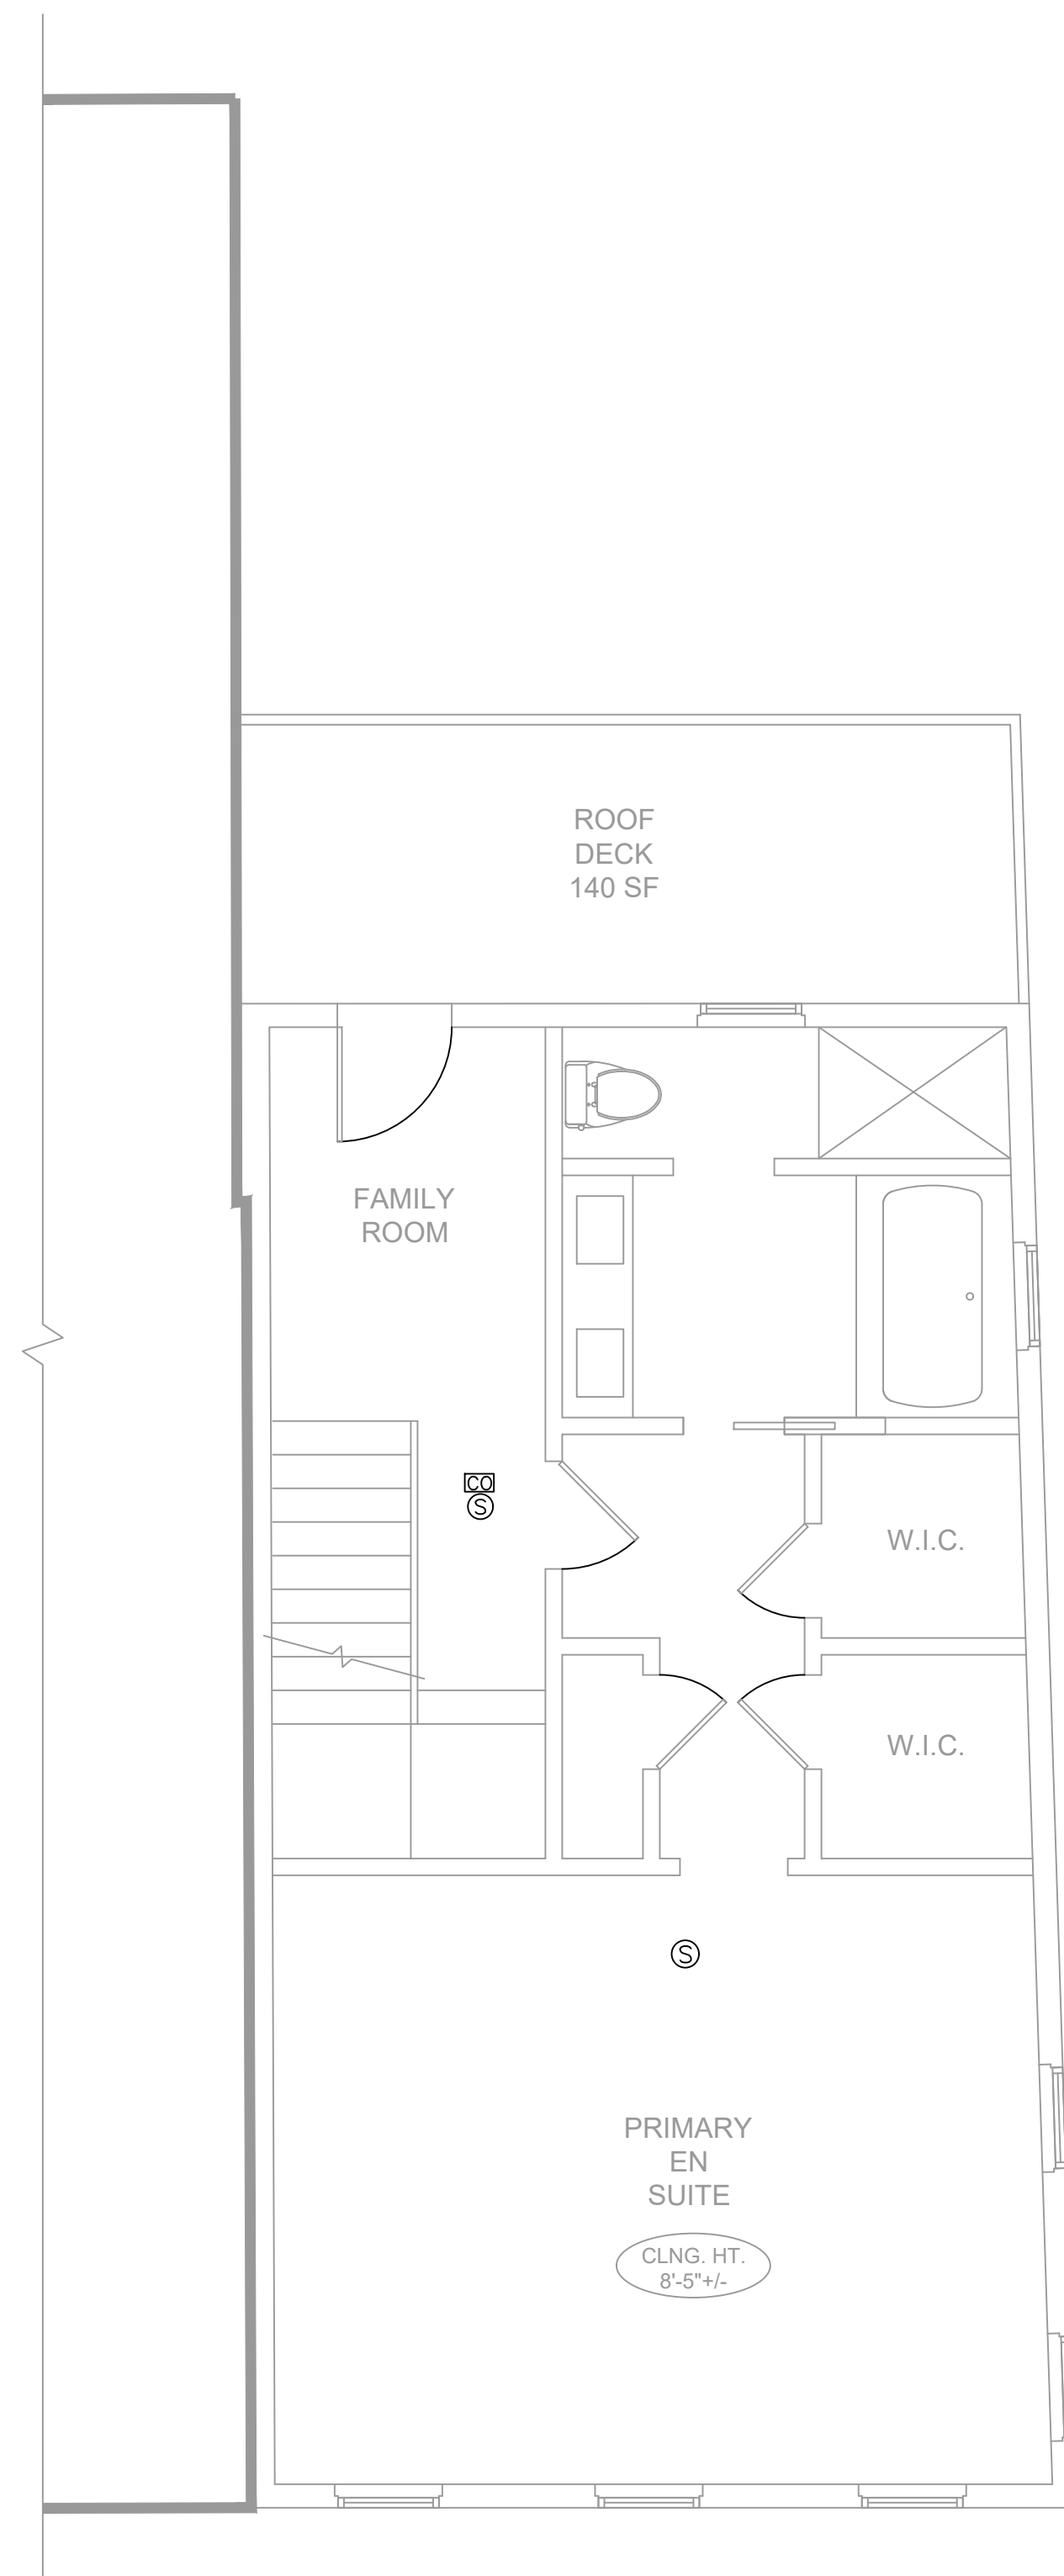 ROOF
DECK
140 SF
FAMILY
ROOM
CO
S
W.I.C.
W.I.C.
S
PRIMARY
EN
SUITE
CLNG. HT.
8'-5"+/-